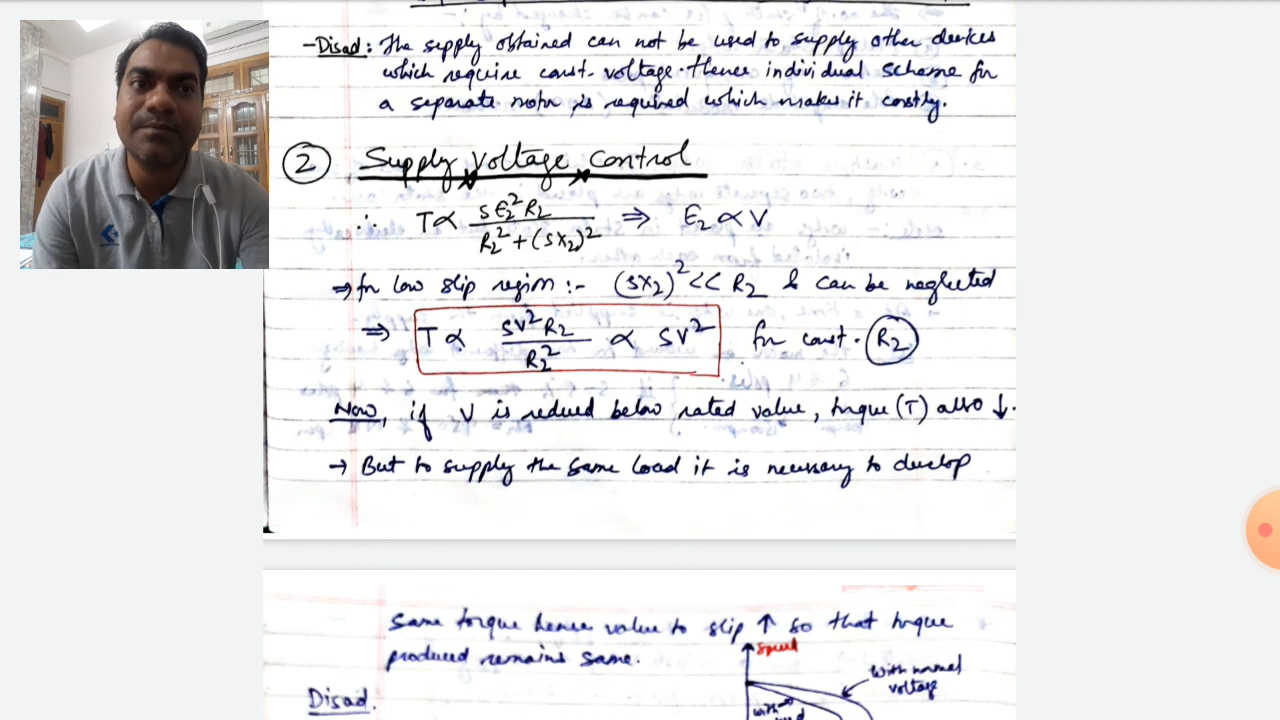 -Disad: The supply obtained can not be used to supply other devices
which require const. voltage. Hence individual scheme for
a separate motor is required which makes it costly.
② Supply Voltage Control
∴ T∝ SE₂²R₂ / R₂²+(SX₂)² ⇒ E₂ ∝ V
⇒ for low slip region :- (SX₂)² << R₂ & can be neglected
⇒ T∝ SV²R₂ / R₂² ∝ SV² for const. R₂
Now, if V is reduced below rated value, torque (T) also ↓.
→ But to supply the same load it is necessary to develop
Same torque hence value to slip ↑ so that torque
produced remains same.
Speed
With normal
voltage
with
Disad.